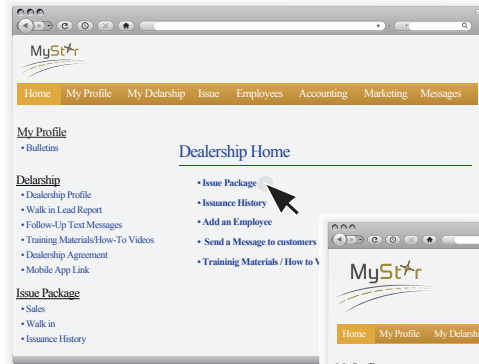 MyStar
Home My Profile My Delarship Issue Employees Accounting Marketing Messages
My Profile
• Bulletins
Delarship
• Dealership Profile
• Walk in Lead Report
• Follow-Up Text Messages
• Training Materials/How-To Videos
• Dealership Agreement
• Mobile App Link
Issue Package
• Sales
• Walk in
• Issuance History
Dealership Home
• Issue Package
• Issuance History
• Add an Employee
• Send a Message to customers
• Traininig Materials / How to V
MyStar
Home My Profile My Delarshi